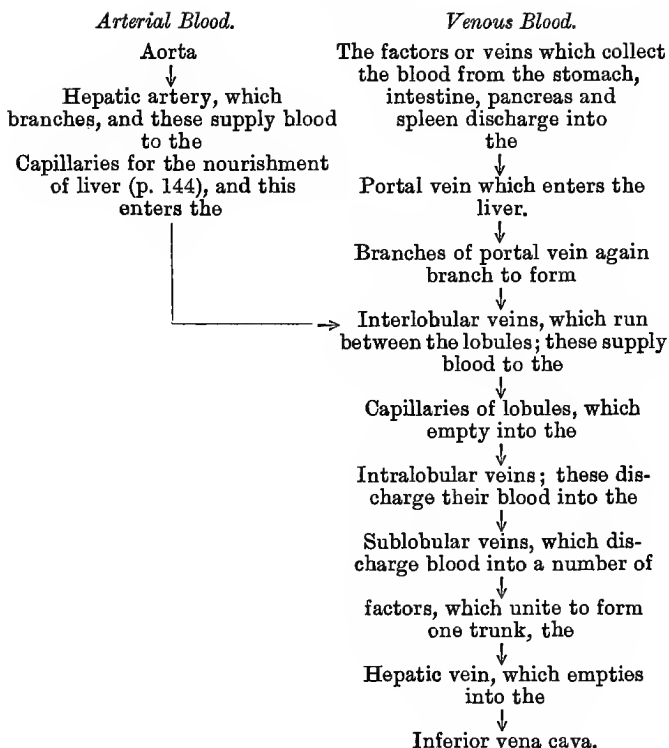 Arterial Blood.
Aorta
Hepatic artery, which
branches, and these supply blood
to the
Capillaries for the nourishment
of liver (p. 144), and this
enters the
Venous Blood.
The factors or veins which collect
the blood from the stomach,
intestine, pancreas and
spleen discharge into
the
Portal vein which enters the
liver.
Branches of portal vein again
branch to form
Interlobular veins, which run
between the lobules; these supply
blood to the
Capillaries of lobules, which
empty into the
Intralobular veins; these dis-
charge their blood into the
Sublobular veins, which dis-
charge blood into a number of
factors, which unite to form
one trunk, the
Hepatic vein, which empties
into the
Inferior vena cava.